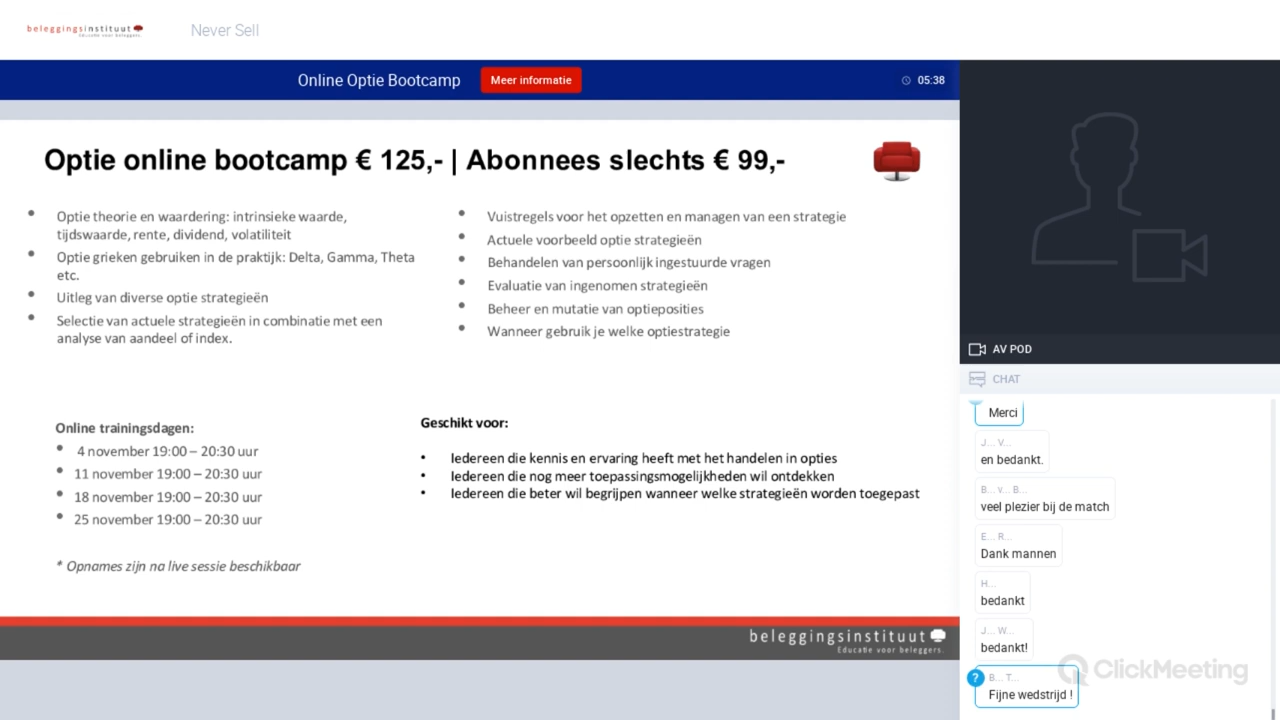 beleggingsinstituut
Educatie voor beleggers.
Never Sell
Online Optie Bootcamp
Meer informatie
05:38
Optie online bootcamp € 125,- | Abonnees slechts € 99,-
• Optie theorie en waardering: intrinsieke waarde,
tijdswaarde, rente, dividend, volatiliteit
• Optie grieken gebruiken in de praktijk: Delta, Gamma, Theta
etc.
• Uitleg van diverse optie strategieën
• Selectie van actuele strategieën in combinatie met een
analyse van aandeel of index.
• Vuistregels voor het opzetten en managen van een strategie
• Actuele voorbeeld optie strategieën
• Behandelen van persoonlijk ingestuurde vragen
• Evaluatie van ingenomen strategieën
• Beheer en mutatie van optieposities
• Wanneer gebruik je welke optiestrategie
Online trainingsdagen:
• 4 november 19:00 – 20:30 uur
• 11 november 19:00 – 20:30 uur
• 18 november 19:00 – 20:30 uur
• 25 november 19:00 – 20:30 uur
* Opnames zijn na live sessie beschikbaar
Geschikt voor:
• Iedereen die kennis en ervaring heeft met het handelen in opties
• Iedereen die nog meer toepassingsmogelijkheden wil ontdekken
• Iedereen die beter wil begrijpen wanneer welke strategieën worden toegepast
beleggingsinstituut
Educatie voor beleggers.
AV POD
CHAT
Merci
J... V...
en bedankt.
B... v... B...
veel plezier bij de match
E... R...
Dank mannen
H...
bedankt
J... W...
bedankt!
? B... T...
Fijne wedstrijd !
ClickMeeting